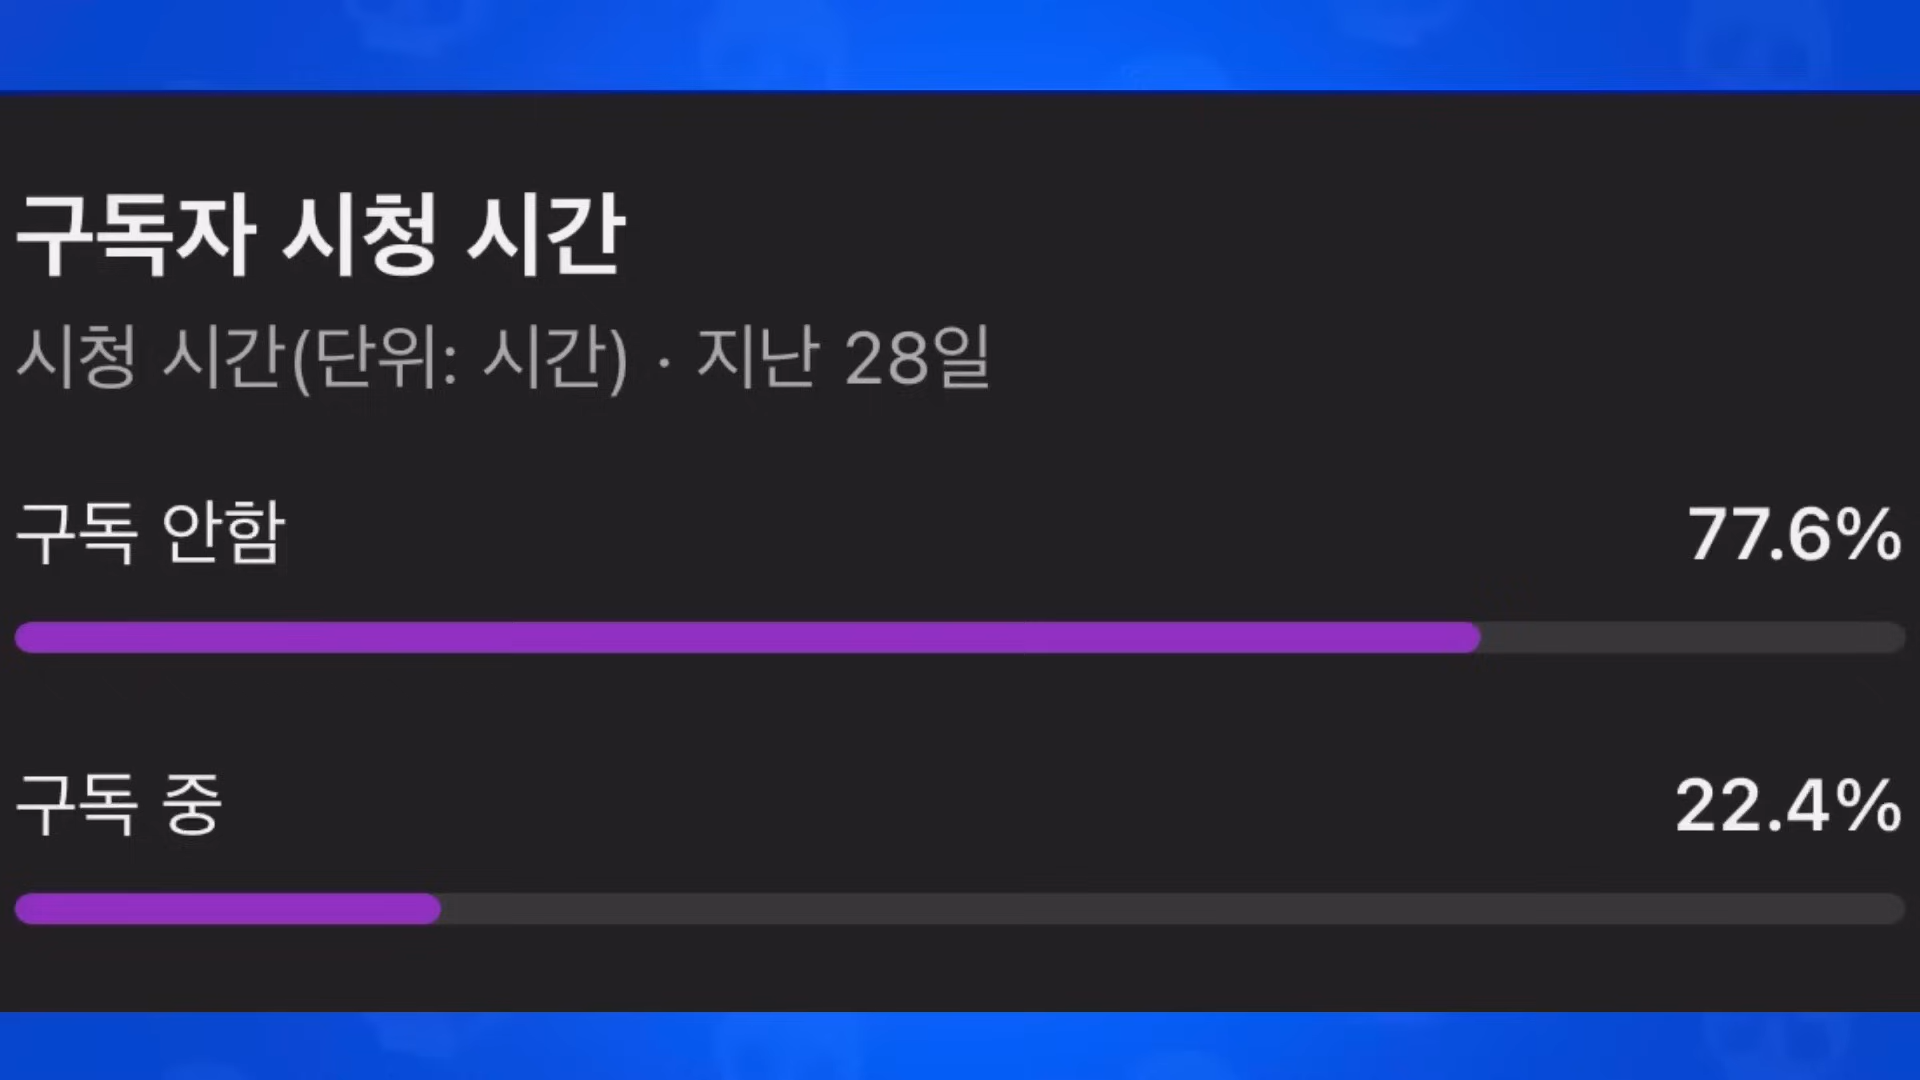 구독자 시청 시간
시청 시간(단위: 시간) · 지난 28일
구독 안함 77.6%
구독 중 22.4%